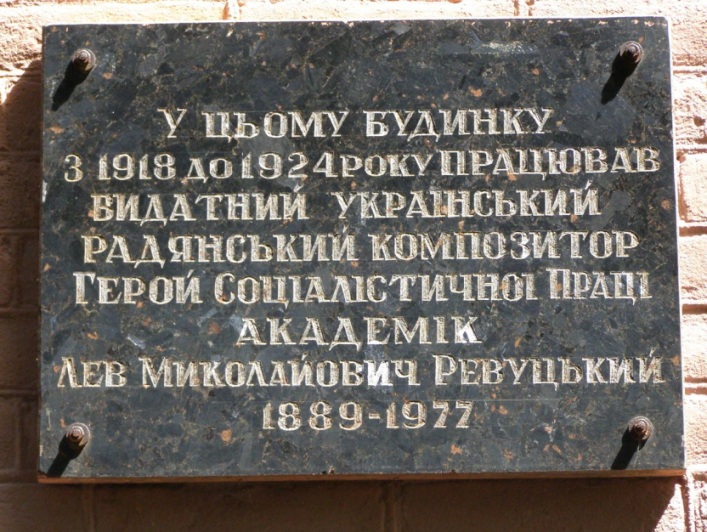 У цьому будинку
з 1918 до 1924 року працював
видатний український
радянський композитор
Герой Соціалістичної Праці
академік
Лев Миколайович Ревуцький
1889-1977